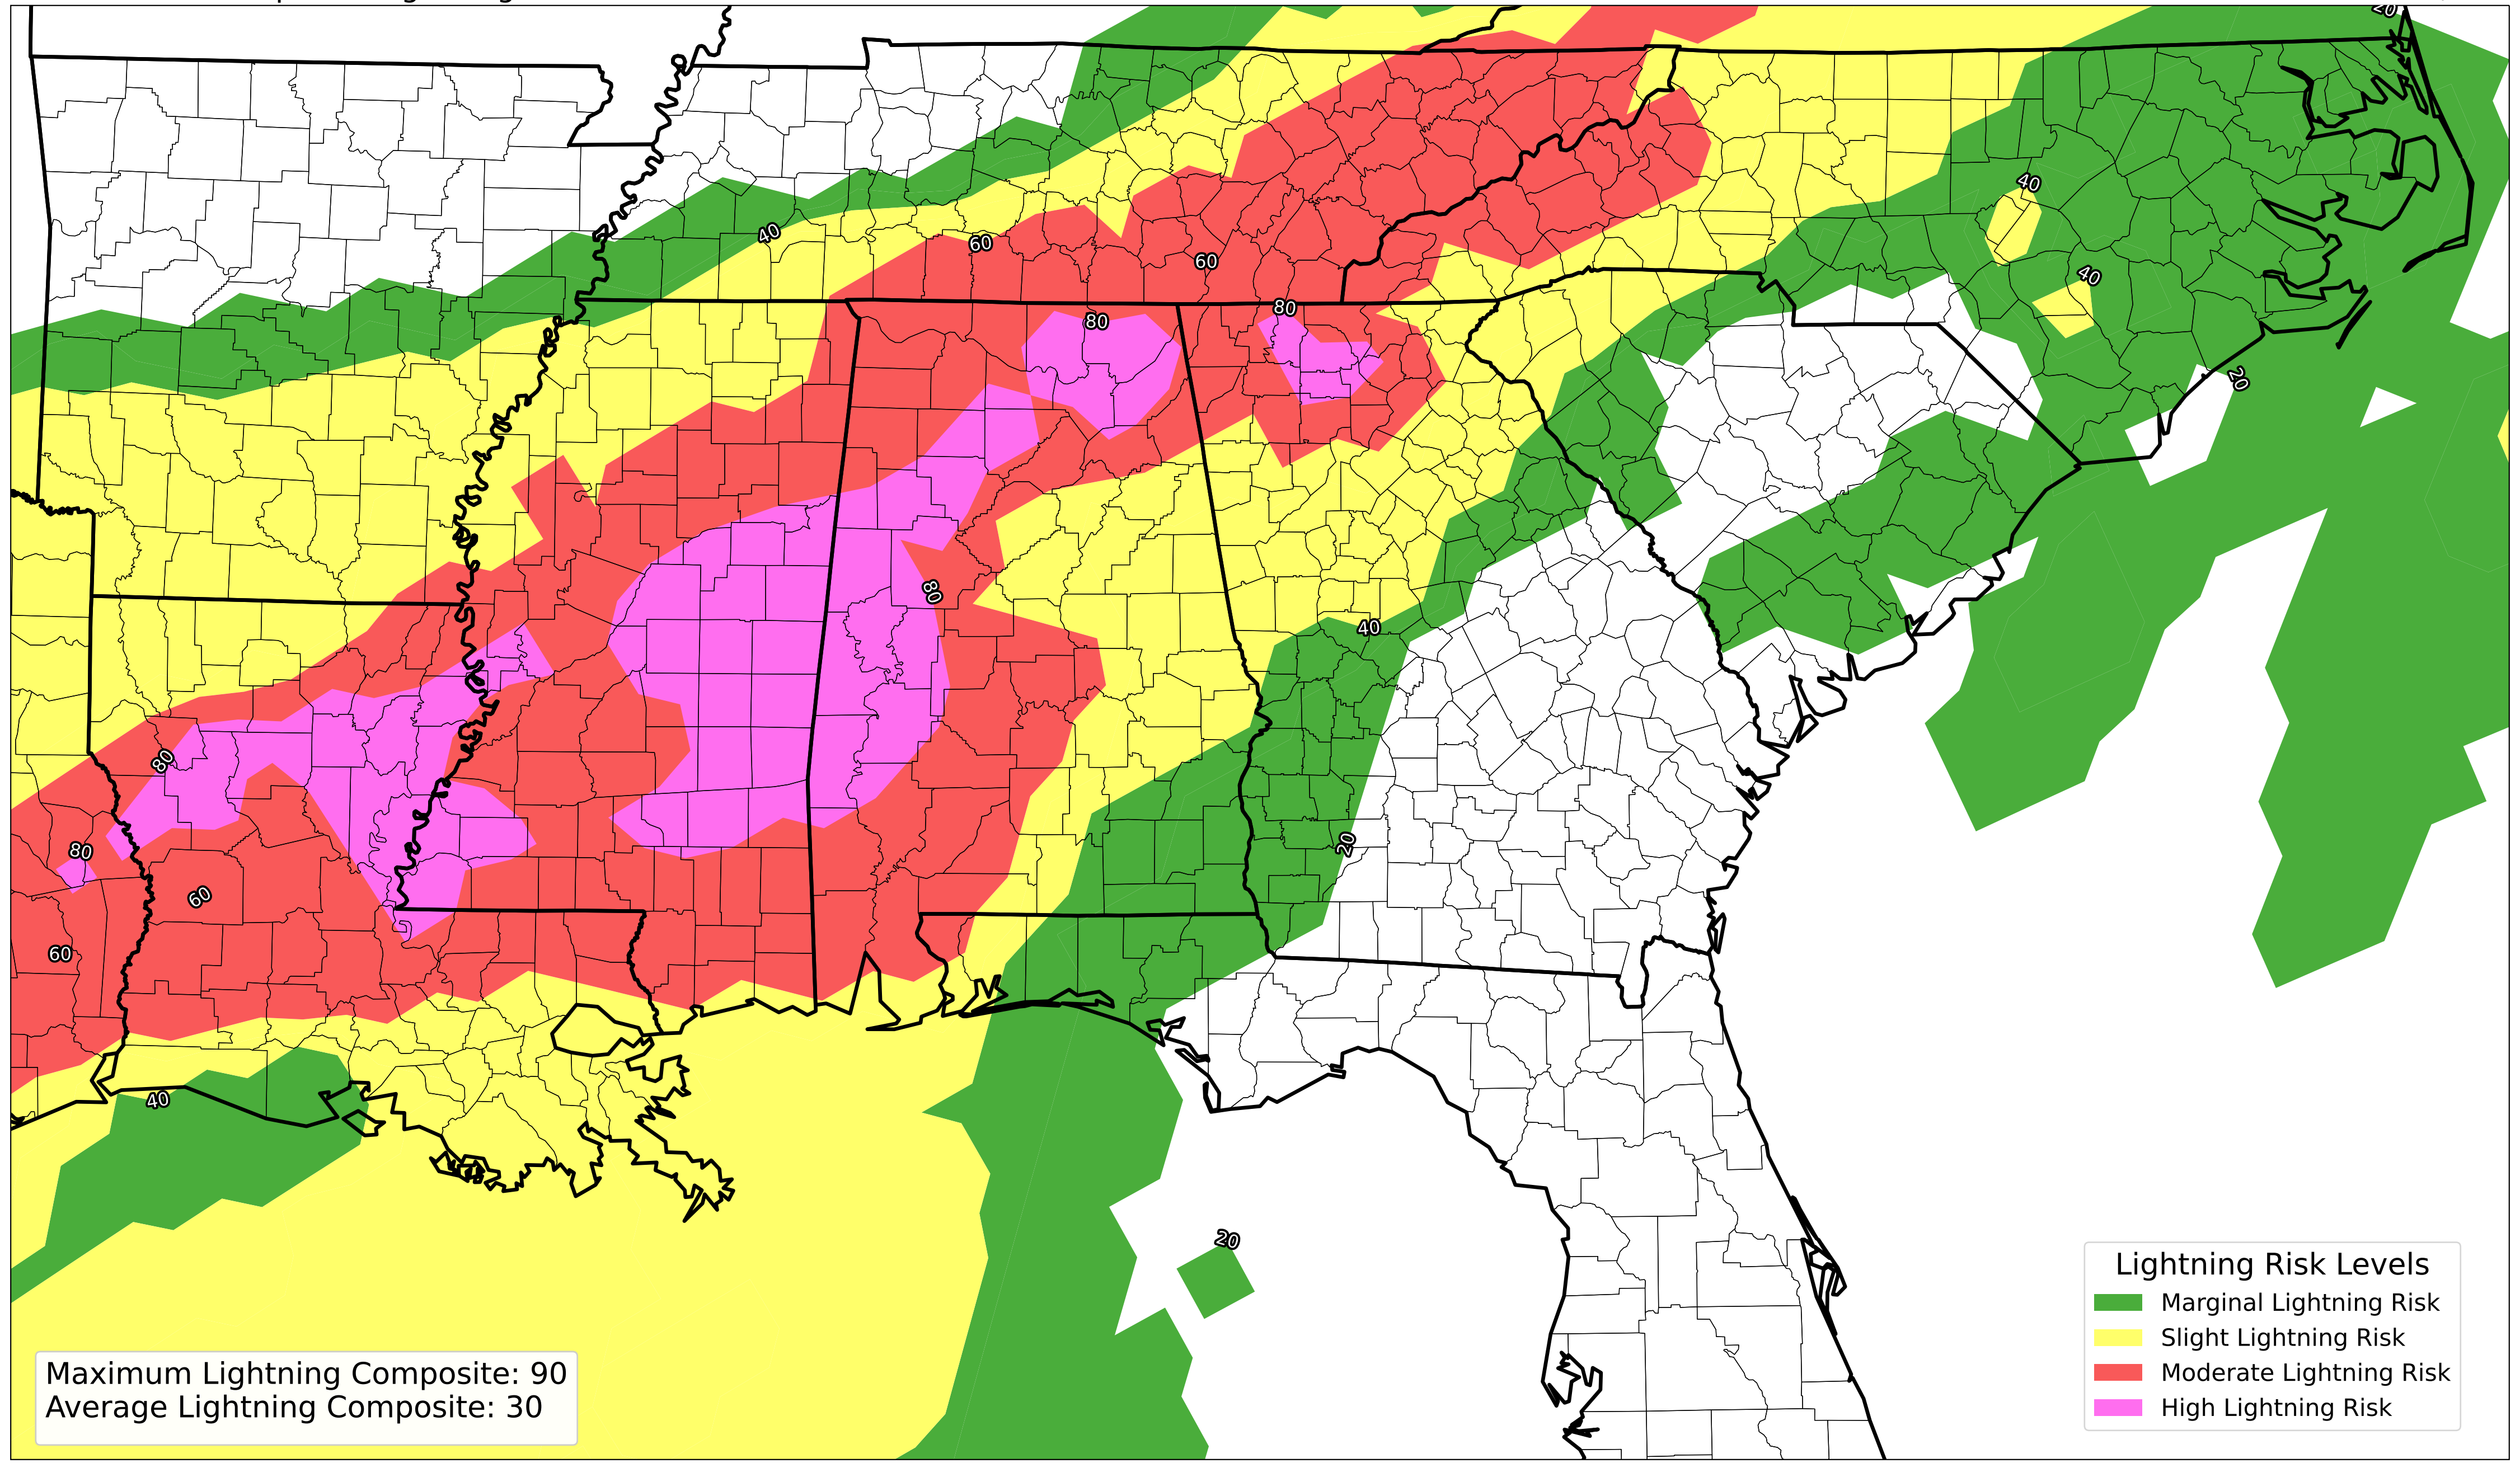 20
40
40
60
60
40
80
80
20
80
40
80
20
80
60
60
40
20
Lightning Risk Levels
Marginal Lightning Risk
Slight Lightning Risk
Moderate Lightning Risk
High Lightning Risk
Maximum Lightning Composite: 90
Average Lightning Composite: 30